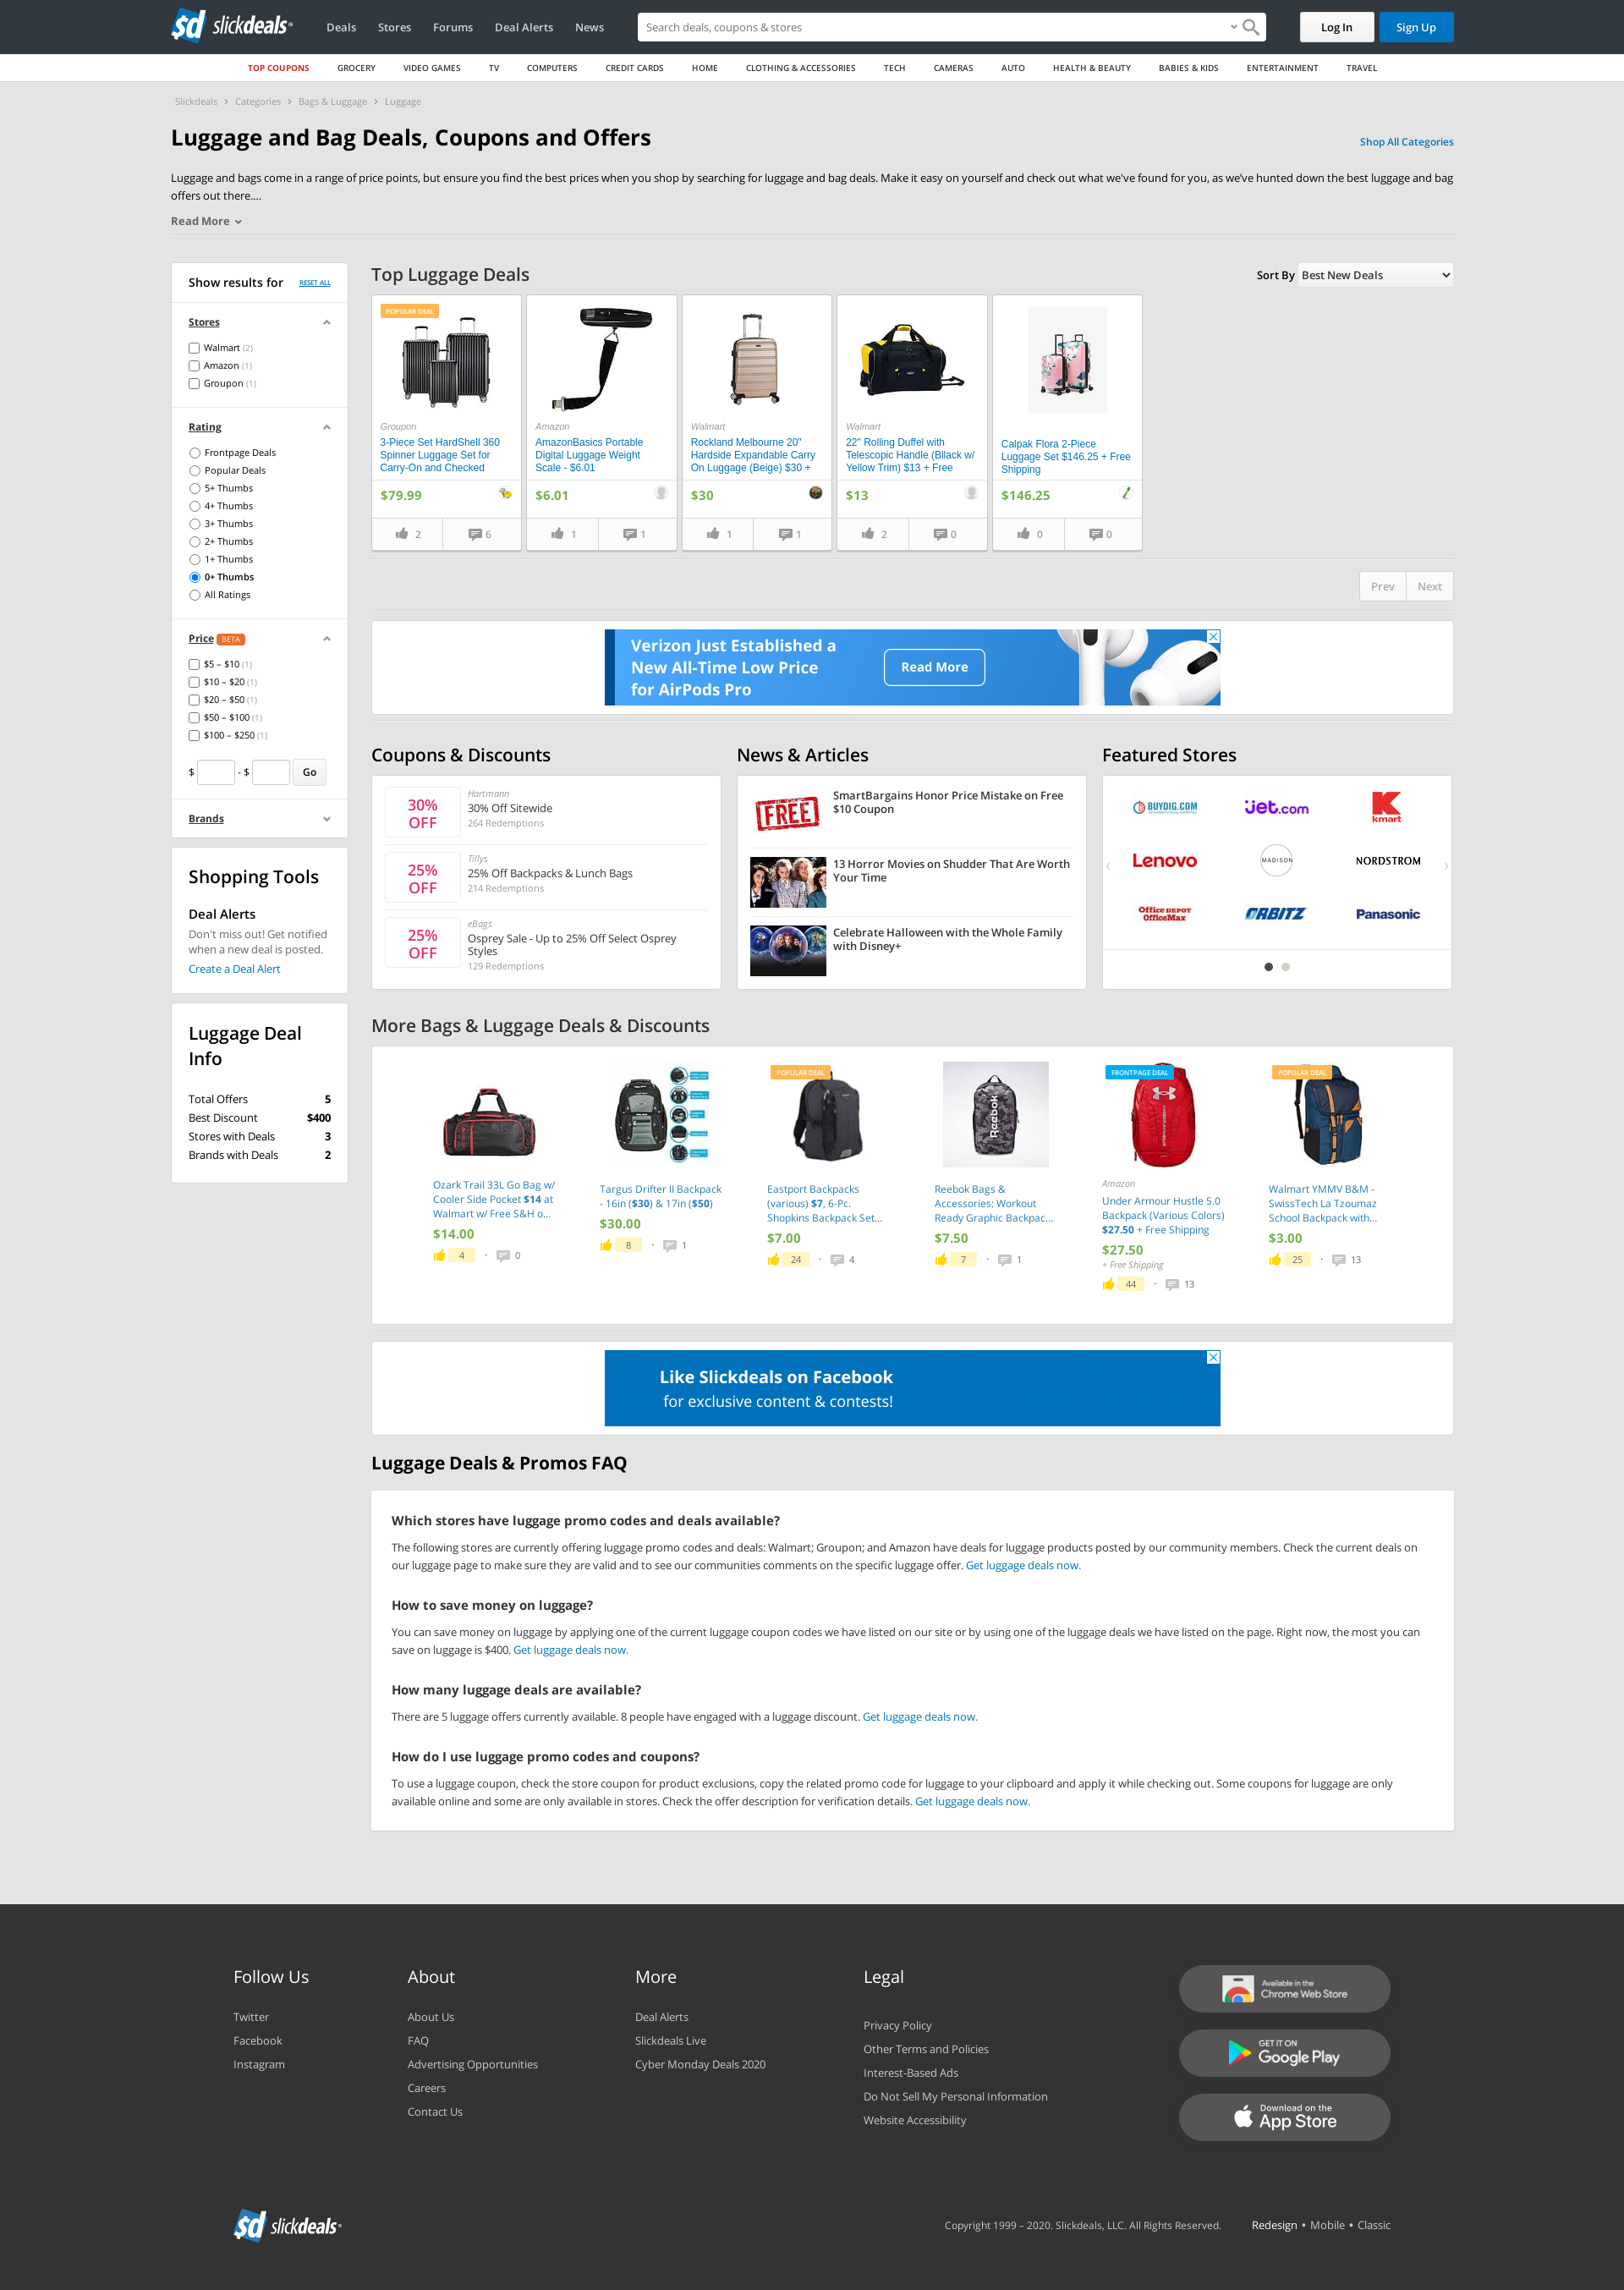 slickdeals
Deals Stores Forums Deal Alerts News
Search deals, coupons & stores
Log In
Sign Up
TOP COUPONS GROCERY VIDEO GAMES TV COMPUTERS CREDIT CARDS HOME CLOTHING & ACCESSORIES TECH CAMERAS AUTO HEALTH & BEAUTY BABIES & KIDS ENTERTAINMENT TRAVEL
Slickdeals › Categories › Bags & Luggage › Luggage
Luggage and Bag Deals, Coupons and Offers
Shop All Categories
Luggage and bags come in a range of price points, but ensure you find the best prices when you shop by searching for luggage and bag deals. Make it easy on yourself and check out what we've found for you, as we've hunted down the best luggage and bag
offers out there....
Read More
Show results for RESET ALL
Stores
Walmart (2)
Amazon (1)
Groupon (1)
Rating
Frontpage Deals
Popular Deals
5+ Thumbs
4+ Thumbs
3+ Thumbs
2+ Thumbs
1+ Thumbs
0+ Thumbs
All Ratings
Price BETA
$5 – $10 (1)
$10 – $20 (1)
$20 – $50 (1)
$50 – $100 (1)
$100 – $250 (1)
$ - $ Go
Brands
Shopping Tools
Deal Alerts
Don't miss out! Get notified
when a new deal is posted.
Create a Deal Alert
Luggage Deal
Info
Total Offers 5
Best Discount $400
Stores with Deals 3
Brands with Deals 2
Top Luggage Deals
Sort By Best New Deals
POPULAR DEAL
Groupon
3-Piece Set HardShell 360
Spinner Luggage Set for
Carry-On and Checked
$79.99
2 6
Amazon
AmazonBasics Portable
Digital Luggage Weight
Scale - $6.01
$6.01
1 1
Walmart
Rockland Melbourne 20"
Hardside Expandable Carry
On Luggage (Beige) $30 +
$30
1 1
Walmart
22" Rolling Duffel with
Telescopic Handle (Bllack w/
Yellow Trim) $13 + Free
$13
2 0
Calpak Flora 2-Piece
Luggage Set $146.25 + Free
Shipping
$146.25
0 0
Prev Next
Verizon Just Established a
New All-Time Low Price
for AirPods Pro
Read More
Coupons & Discounts
30%
OFF
Hartmann
30% Off Sitewide
264 Redemptions
25%
OFF
Tillys
25% Off Backpacks & Lunch Bags
214 Redemptions
25%
OFF
eBags
Osprey Sale - Up to 25% Off Select Osprey
Styles
129 Redemptions
News & Articles
FREE
SmartBargains Honor Price Mistake on Free
$10 Coupon
13 Horror Movies on Shudder That Are Worth
Your Time
Celebrate Halloween with the Whole Family
with Disney+
Featured Stores
BUYDIG.COM
Jet.com
kmart
Lenovo
MADISON
NORDSTROM
Office DEPOT
OfficeMax
ORBITZ
Panasonic
More Bags & Luggage Deals & Discounts
Ozark Trail 33L Go Bag w/
Cooler Side Pocket $14 at
Walmart w/ Free S&H o...
$14.00
4 · 0
Targus Drifter II Backpack
- 16in ($30) & 17in ($50)
$30.00
8 · 1
POPULAR DEAL
Eastport Backpacks
(various) $7, 6-Pc.
Shopkins Backpack Set...
$7.00
24 · 4
Reebok
Reebok Bags &
Accessories: Workout
Ready Graphic Backpac...
$7.50
7 · 1
FRONTPAGE DEAL
Amazon
Under Armour Hustle 5.0
Backpack (Various Colors)
$27.50 + Free Shipping
$27.50
+ Free Shipping
44 · 13
POPULAR DEAL
Walmart YMMV B&M -
SwissTech La Tzoumaz
School Backpack with...
$3.00
25 · 13
Like Slickdeals on Facebook
for exclusive content & contests!
Luggage Deals & Promos FAQ
Which stores have luggage promo codes and deals available?
The following stores are currently offering luggage promo codes and deals: Walmart; Groupon; and Amazon have deals for luggage products posted by our community members. Check the current deals on
our luggage page to make sure they are valid and to see our communities comments on the specific luggage offer. Get luggage deals now.
How to save money on luggage?
You can save money on luggage by applying one of the current luggage coupon codes we have listed on our site or by using one of the luggage deals we have listed on the page. Right now, the most you can
save on luggage is $400. Get luggage deals now.
How many luggage deals are available?
There are 5 luggage offers currently available. 8 people have engaged with a luggage discount. Get luggage deals now.
How do I use luggage promo codes and coupons?
To use a luggage coupon, check the store coupon for product exclusions, copy the related promo code for luggage to your clipboard and apply it while checking out. Some coupons for luggage are only
available online and some are only available in stores. Check the offer description for verification details. Get luggage deals now.
Follow Us
Twitter
Facebook
Instagram
About
About Us
FAQ
Advertising Opportunities
Careers
Contact Us
More
Deal Alerts
Slickdeals Live
Cyber Monday Deals 2020
Legal
Privacy Policy
Other Terms and Policies
Interest-Based Ads
Do Not Sell My Personal Information
Website Accessibility
Available in the
Chrome Web Store
GET IT ON
Google Play
Download on the
App Store
slickdeals
Copyright 1999 – 2020. Slickdeals, LLC. All Rights Reserved.
Redesign • Mobile • Classic